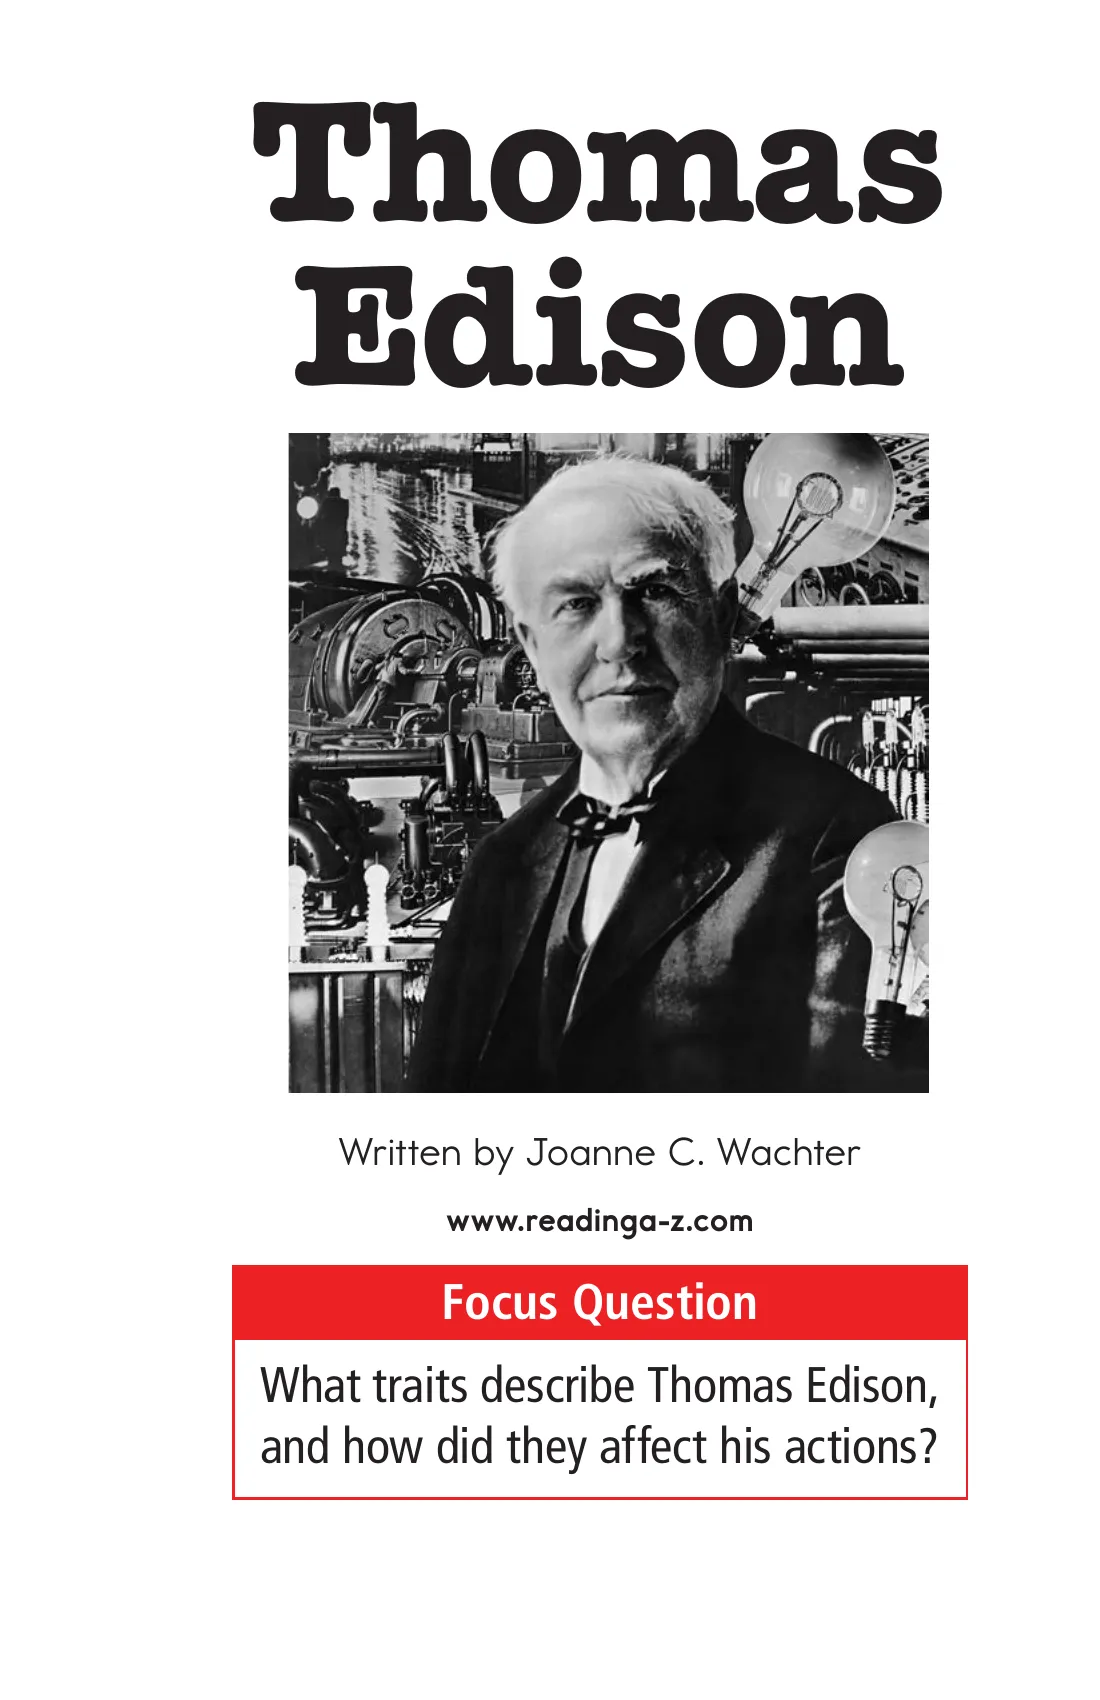 Thomas
Edison
Written by Joanne C. Wachter
www.readinga-z.com
Focus Question
What traits describe Thomas Edison,
and how did they affect his actions?